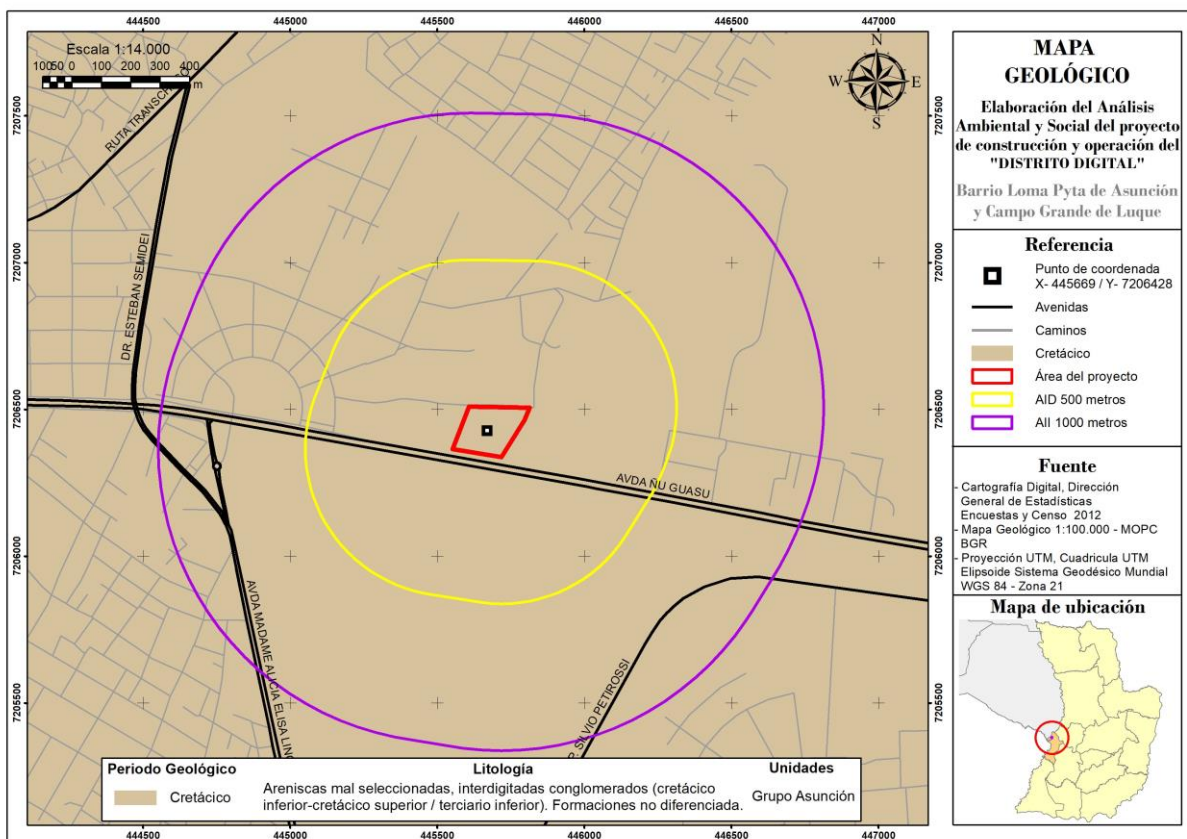 444500 445000 445500 446000 446500 447000
Escala 1:14.000
100 50 0 100 200 300 400
m
N
W E
S
7207500
7207000
7206500
7206000
7205500
7207500
7207000
7206500
7206000
7205500
DR. ESTEBAN SEMIDEI
AVDA ÑU GUASU
AVDA MADAME ALICIA ELISA
SILVIO PETIROSSI
Periodo Geológico
Cretácico
Litología
Areniscas mal seleccionadas, interdigitadas conglomerados (cretácico
inferior-cretácico superior / terciario inferior). Formaciones no diferenciada.
Unidades
Grupo Asunción
444500 445000 445500 446000 446500 447000
MAPA
GEOLÓGICO
Elaboración del Análisis
Ambiental y Social del proyecto
de construcción y operación del
"DISTRITO DIGITAL"
Barrio Loma Pyta de Asunción
y Campo Grande de Luque
Referencia
Punto de coordenada
X- 445669 / Y- 7206428
Avenidas
Caminos
Cretácico
Área del proyecto
AID 500 metros
AII 1000 metros
Fuente
- Cartografía Digital, Dirección
General de Estadísticas
Encuestas y Censo 2012
- Mapa Geológico 1:100.000 - MOPC
BGR
- Proyección UTM, Cuadricula UTM
Elipsoide Sistema Geodésico Mundial
WGS 84 - Zona 21
Mapa de ubicación